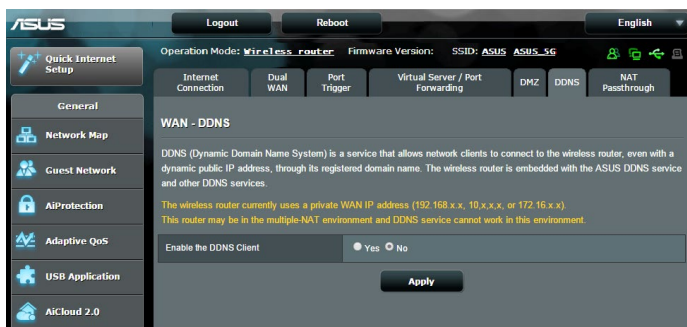 ASUS
Logout
Reboot
English
Quick Internet Setup
Operation Mode: Wireless router Firmware Version: SSID: ASUS ASUS_5G
Internet Connection
Dual WAN
Port Trigger
Virtual Server / Port Forwarding
DMZ
DDNS
NAT Passthrough
General
Network Map
Guest Network
AiProtection
Adaptive QoS
USB Application
AiCloud 2.0
WAN - DDNS
DDNS (Dynamic Domain Name System) is a service that allows network clients to connect to the wireless router, even with a
dynamic public IP address, through its registered domain name. The wireless router is embedded with the ASUS DDNS service
and other DDNS services.
The wireless router currently uses a private WAN IP address (192.168.x.x, 10,x,x,x, or 172.16.x.x).
This router may be in the multiple-NAT environment and DDNS service cannot work in this environment.
Enable the DDNS Client
Yes No
Apply